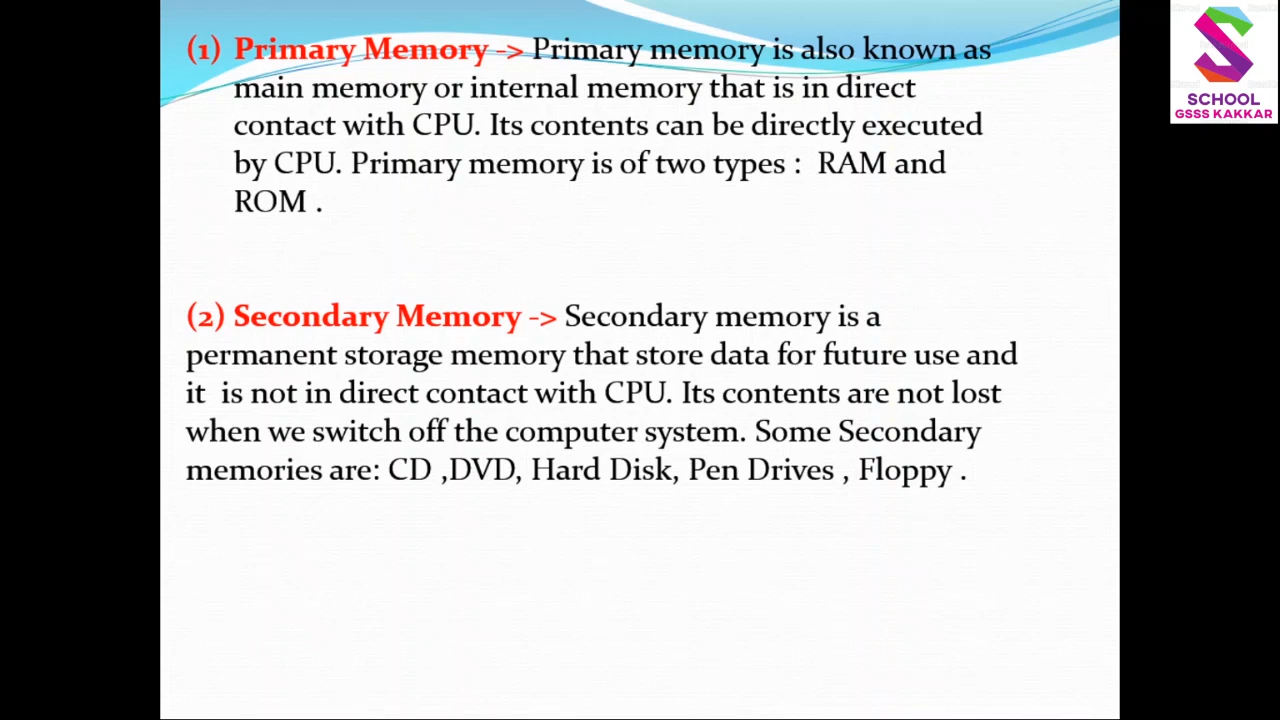 (1) Primary Memory -> Primary memory is also known as
main memory or internal memory that is in direct
contact with CPU. Its contents can be directly executed
by CPU. Primary memory is of two types :  RAM and
ROM .
(2) Secondary Memory -> Secondary memory is a
permanent storage memory that store data for future use and
it  is not in direct contact with CPU. Its contents are not lost
when we switch off the computer system. Some Secondary
memories are: CD ,DVD, Hard Disk, Pen Drives , Floppy .
SCHOOL
GSSS KAKKAR